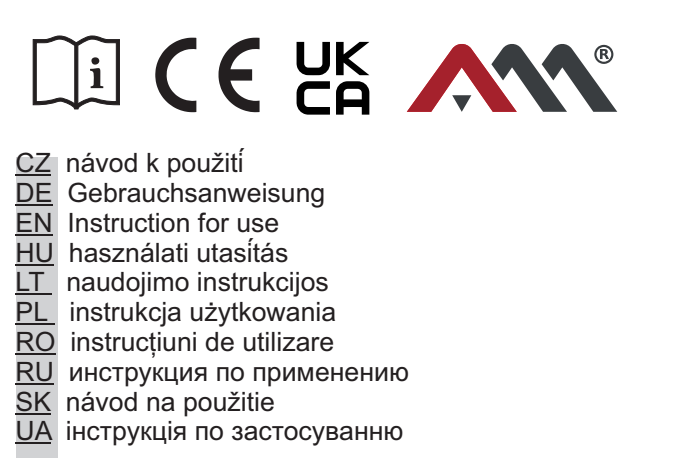 i CE UK CA AM®
CZ návod k použití
DE Gebrauchsanweisung
EN Instruction for use
HU használati utasítás
LT naudojimo instrukcijos
PL instrukcja użytkowania
RO instrucțiuni de utilizare
RU инструкция по применению
SK návod na použitie
UA інструкція по застосуванню